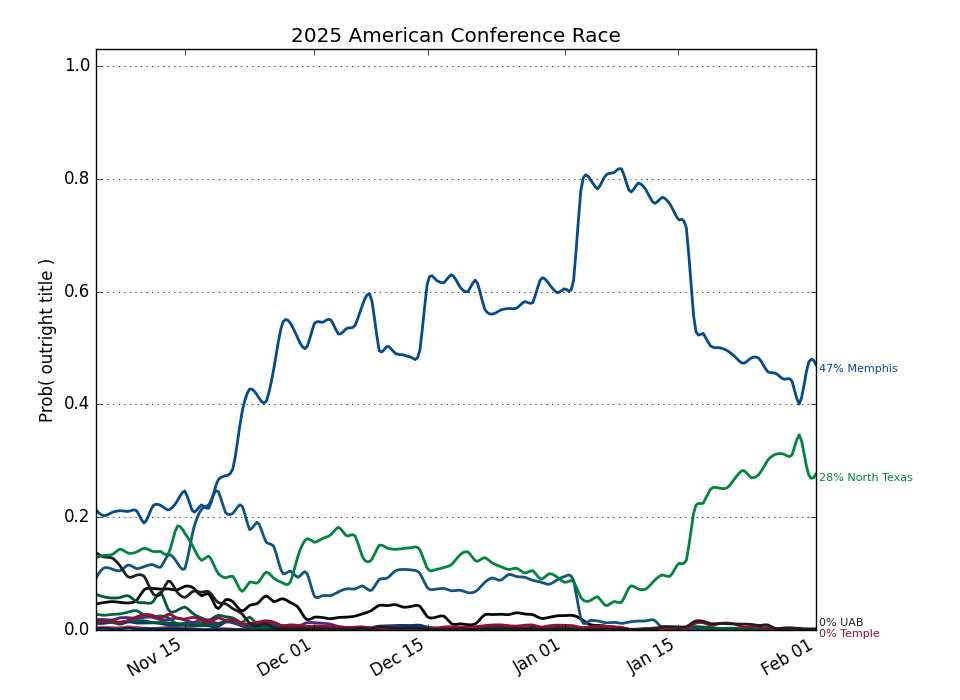 2025 American Conference Race
1.0
0.8
0.6
0.4
0.2
0.0
Prob( outright title )
47% Memphis
28% North Texas
0% UAB
0% Temple
Nov 15
Dec 01
Dec 15
Jan 01
Jan 15
Feb 01